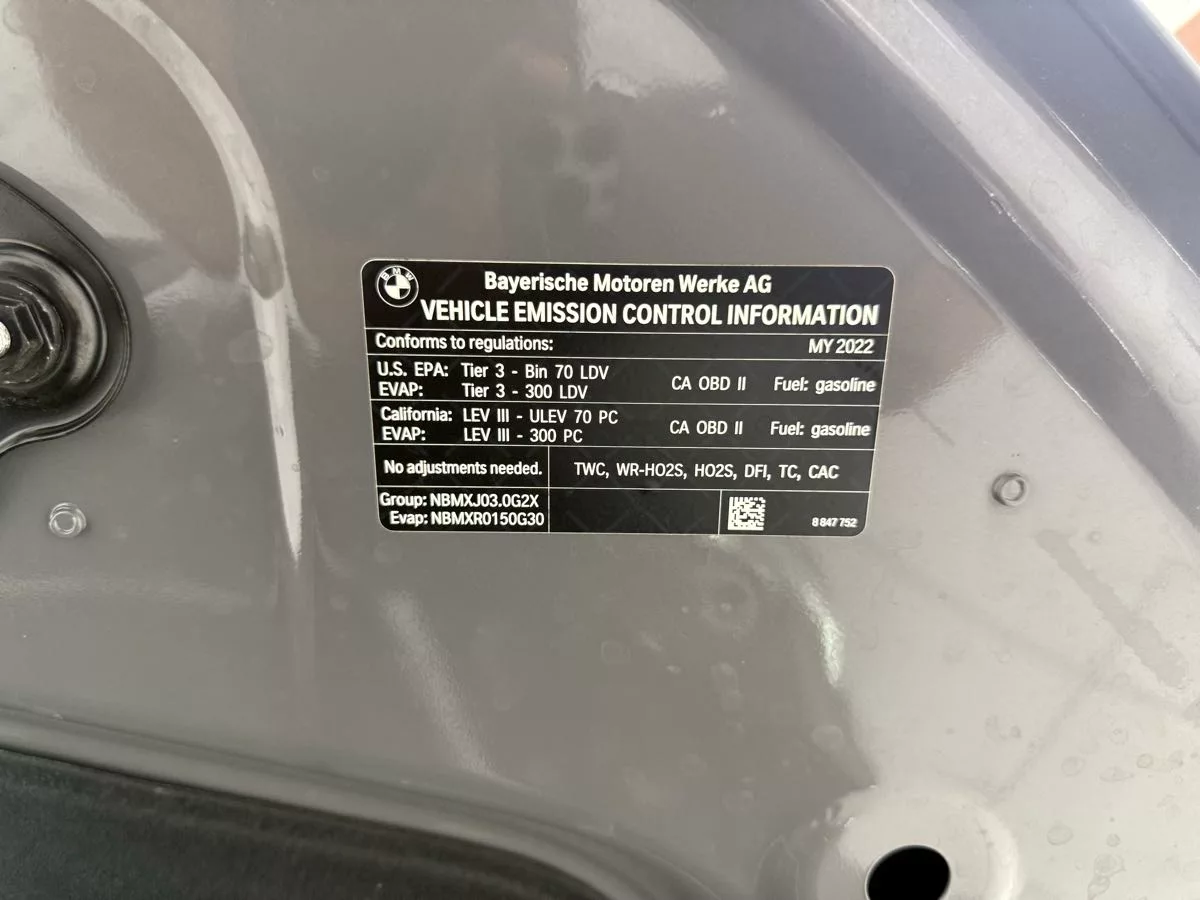 BMW
Bayerische Motoren Werke AG
VEHICLE EMISSION CONTROL INFORMATION
Conforms to regulations: MY 2022
U.S. EPA: Tier 3 - Bin 70 LDV CA OBD II Fuel: gasoline
EVAP: Tier 3 - 300 LDV
California: LEV III - ULEV 70 PC CA OBD II Fuel: gasoline
EVAP: LEV III - 300 PC
No adjustments needed. TWC, WR-HO2S, HO2S, DFI, TC, CAC
Group: NBMXJ03.0G2X
Evap: NBMXR0150G30
8 847 752